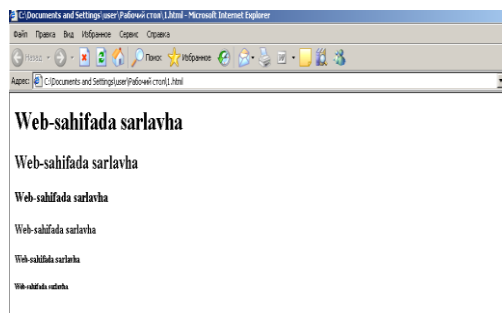 C:\Documents and Settings\user\Рабочий стол\1.html - Microsoft Internet Explorer
Файл Правка Вид Избранное Сервис Справка
Назад Поиск Избранное
Адрес: C:\Documents and Settings\user\Рабочий стол\1.html
Web-sahifada sarlavha
Web-sahifada sarlavha
Web-sahifada sarlavha
Web-sahifada sarlavha
Web-sahifada sarlavha
Web-sahifada sarlavha